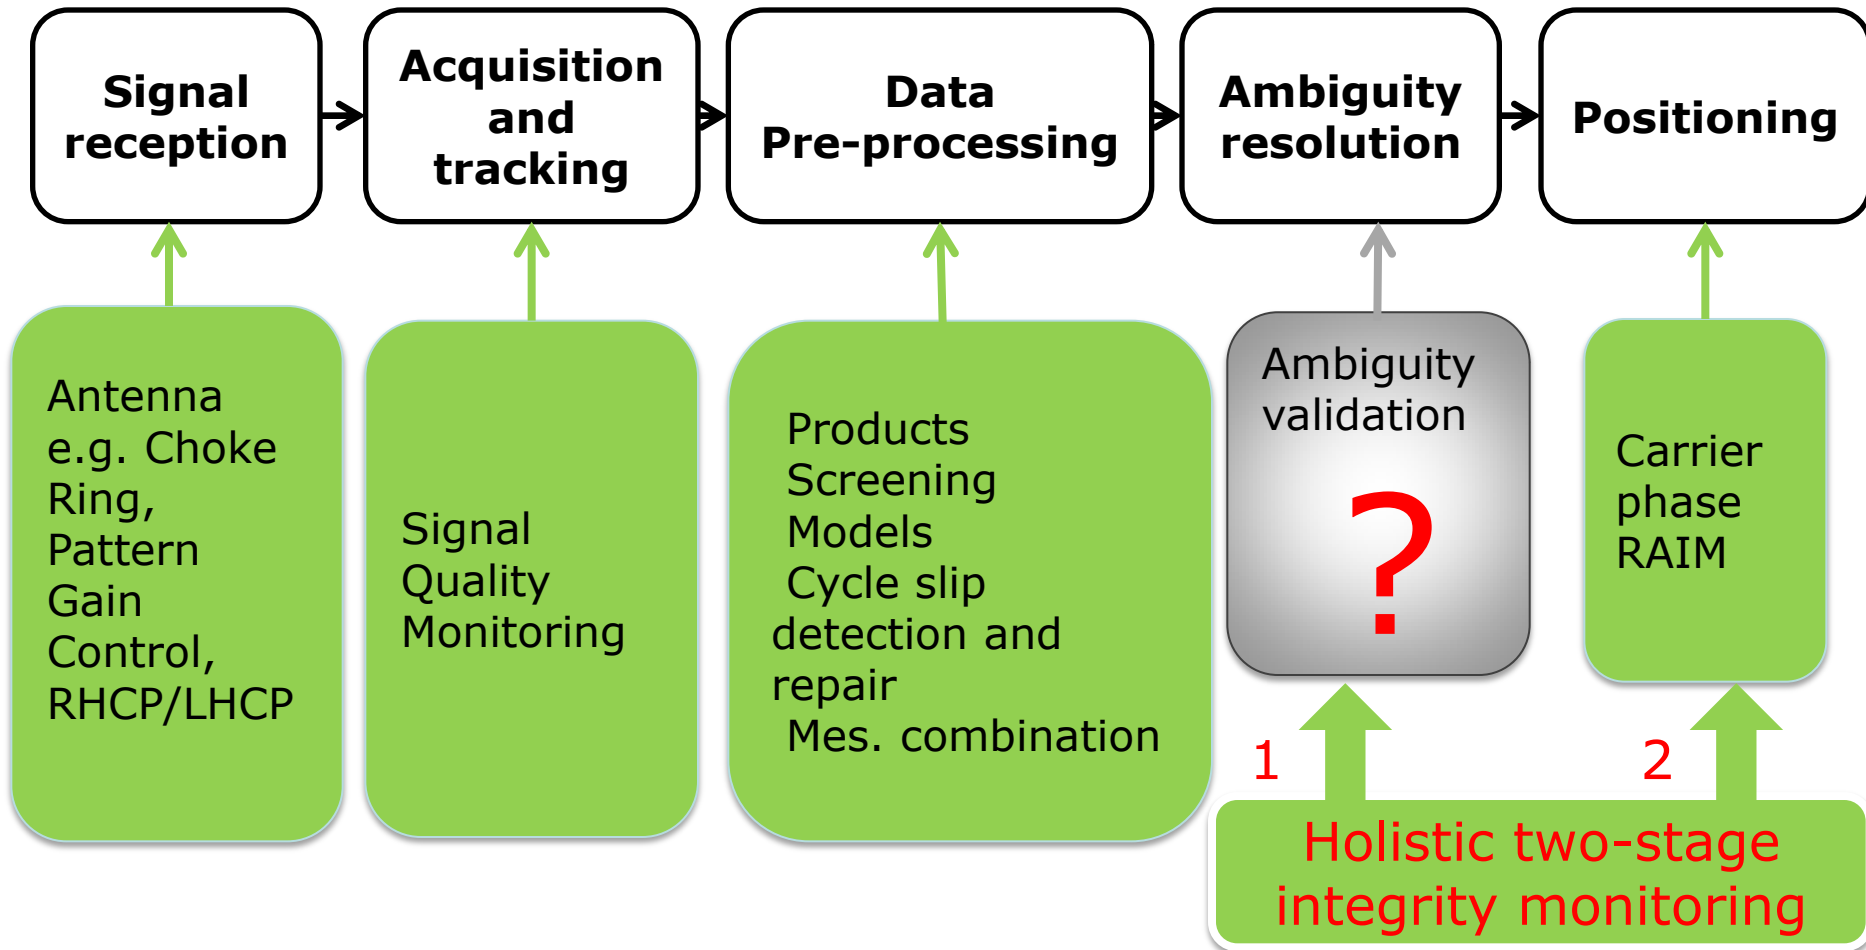 Signal
reception
Acquisition
and
tracking
Data
Pre-processing
Ambiguity
resolution
Positioning
Antenna
e.g. Choke
Ring,
Pattern
Gain
Control,
RHCP/LHCP
Signal
Quality
Monitoring
Products
Screening
Models
Cycle slip
detection and
repair
Mes. combination
Ambiguity
validation
?
Carrier
phase
RAIM
1
2
Holistic two-stage
integrity monitoring